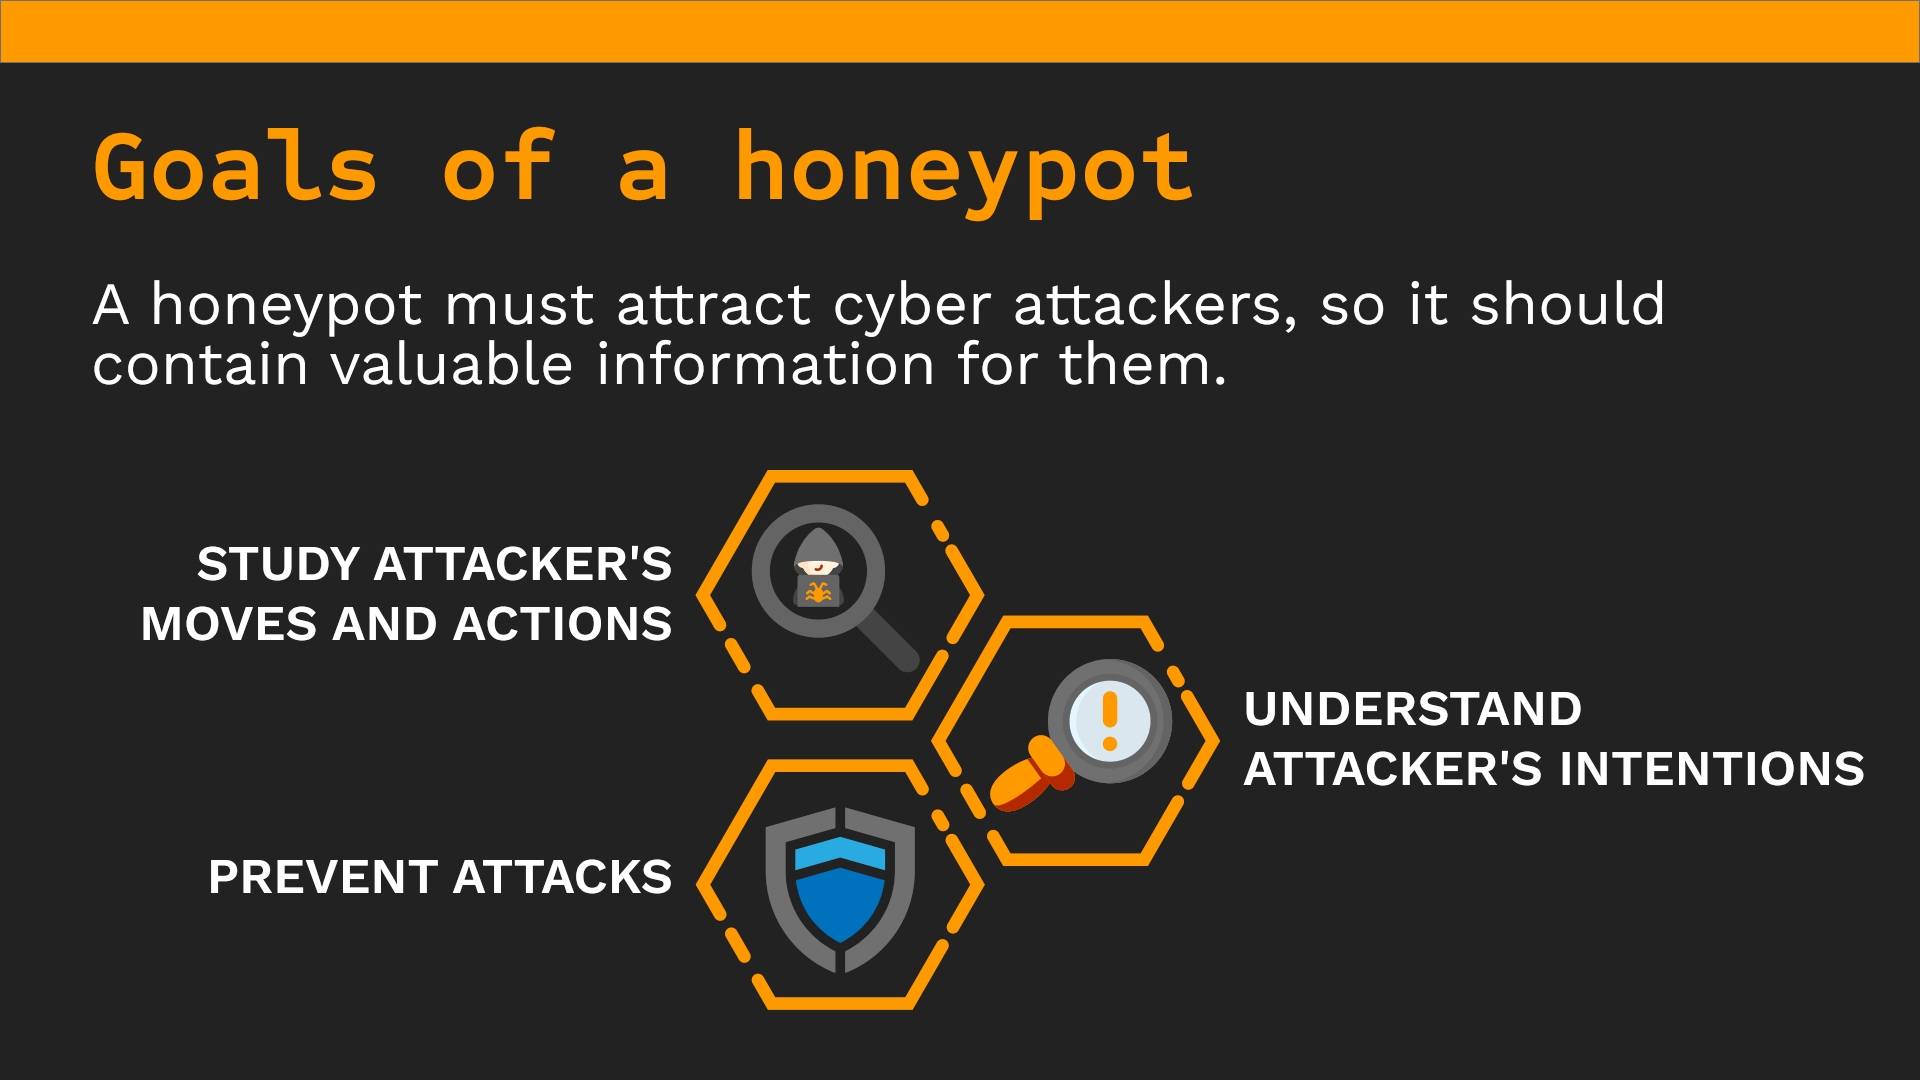 Goals of a honeypot
A honeypot must attract cyber attackers, so it should
contain valuable information for them.
STUDY ATTACKER'S
MOVES AND ACTIONS
UNDERSTAND
ATTACKER'S INTENTIONS
PREVENT ATTACKS